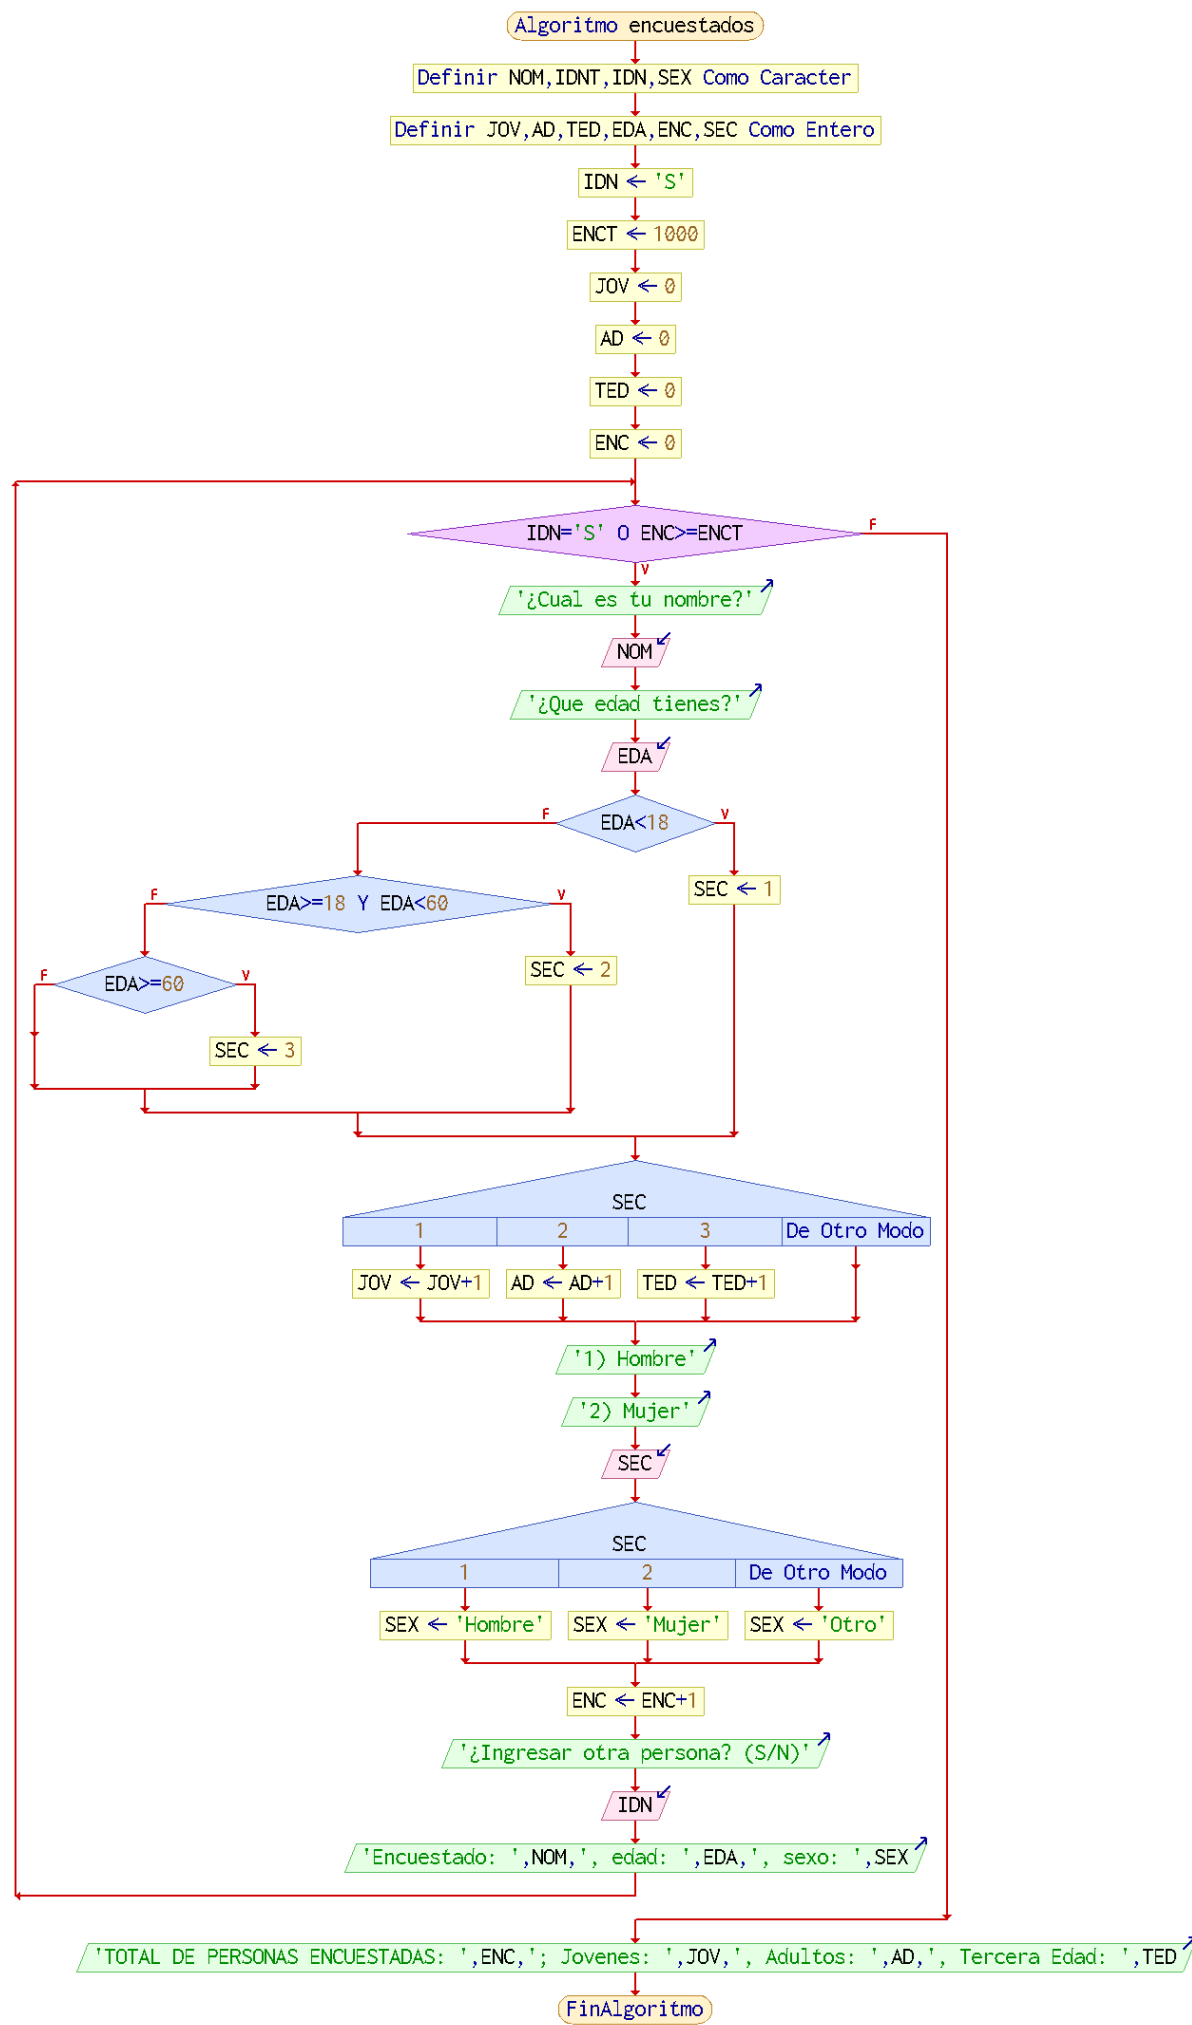 Algoritmo encuestados
Definir NOM,IDNT,IDN,SEX Como Caracter
Definir JOV,AD,TED,EDA,ENC,SEC Como Entero
IDN ← 'S'
ENCT ← 1000
JOV ← 0
AD ← 0
TED ← 0
ENC ← 0
IDN='S' O ENC>=ENCT
F
V
'¿Cual es tu nombre?'
NOM
'¿Que edad tienes?'
EDA
F EDA<18 V
SEC ← 1
F EDA>=18 Y EDA<60 V
SEC ← 2
F EDA>=60 V
SEC ← 3
SEC
1 2 3 De Otro Modo
JOV ← JOV+1 AD ← AD+1 TED ← TED+1
'1) Hombre'
'2) Mujer'
SEC
SEC
1 2 De Otro Modo
SEX ← 'Hombre' SEX ← 'Mujer' SEX ← 'Otro'
ENC ← ENC+1
'¿Ingresar otra persona? (S/N)'
IDN
'Encuestado: ',NOM,', edad: ',EDA,', sexo: ',SEX
'TOTAL DE PERSONAS ENCUESTADAS: ',ENC,'; Jovenes: ',JOV,', Adultos: ',AD,', Tercera Edad: ',TED
FinAlgoritmo